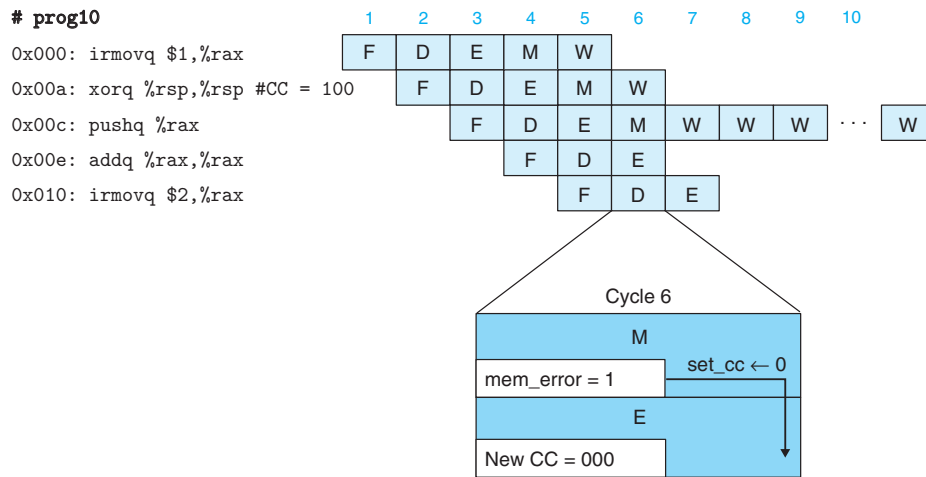 # prog10 1 2 3 4 5 6 7 8 9 10
0x000: irmovq $1,%rax F D E M W
0x00a: xorq %rsp,%rsp #CC = 100 F D E M W
0x00c: pushq %rax F D E M W W W ··· W
0x00e: addq %rax,%rax F D E
0x010: irmovq $2,%rax F D E
Cycle 6
M
set_cc ← 0
mem_error = 1
E
New CC = 000